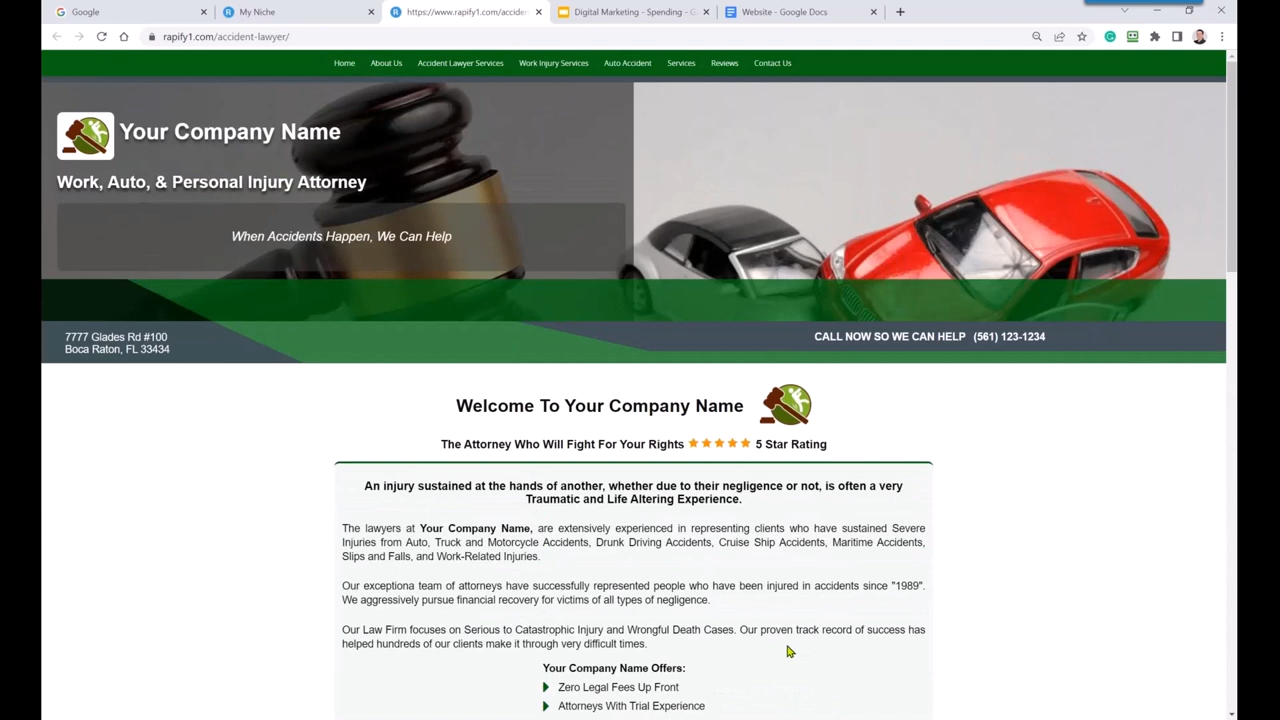 Google
My Niche
https://www.rapify1.com/acciden
Digital Marketing - Spending - G
Website - Google Docs
rapify1.com/accident-lawyer/
Home About Us Accident Lawyer Services Work Injury Services Auto Accident Services Reviews Contact Us
Your Company Name
Work, Auto, & Personal Injury Attorney
When Accidents Happen, We Can Help
7777 Glades Rd #100
Boca Raton, FL 33434
CALL NOW SO WE CAN HELP (561) 123-1234
Welcome To Your Company Name
The Attorney Who Will Fight For Your Rights ★★★★★ 5 Star Rating
An injury sustained at the hands of another, whether due to their negligence or not, is often a very
Traumatic and Life Altering Experience.
The lawyers at Your Company Name, are extensively experienced in representing clients who have sustained Severe
Injuries from Auto, Truck and Motorcycle Accidents, Drunk Driving Accidents, Cruise Ship Accidents, Maritime Accidents,
Slips and Falls, and Work-Related Injuries.
Our exceptiona team of attorneys have successfully represented people who have been injured in accidents since "1989".
We aggressively pursue financial recovery for victims of all types of negligence.
Our Law Firm focuses on Serious to Catastrophic Injury and Wrongful Death Cases. Our proven track record of success has
helped hundreds of our clients make it through very difficult times.
Your Company Name Offers:
Zero Legal Fees Up Front
Attorneys With Trial Experience